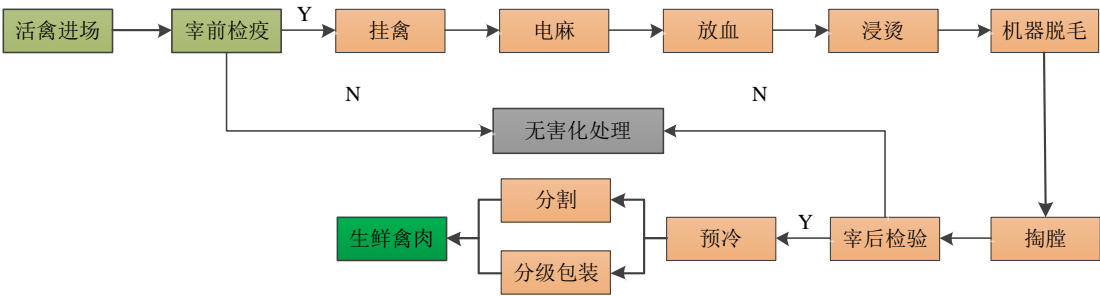 活禽进场
宰前检疫
Y
挂禽
电麻
放血
浸烫
机器脱毛
N
N
无害化处理
分割
生鲜禽肉
预冷
Y
宰后检验
掏膛
分级包装